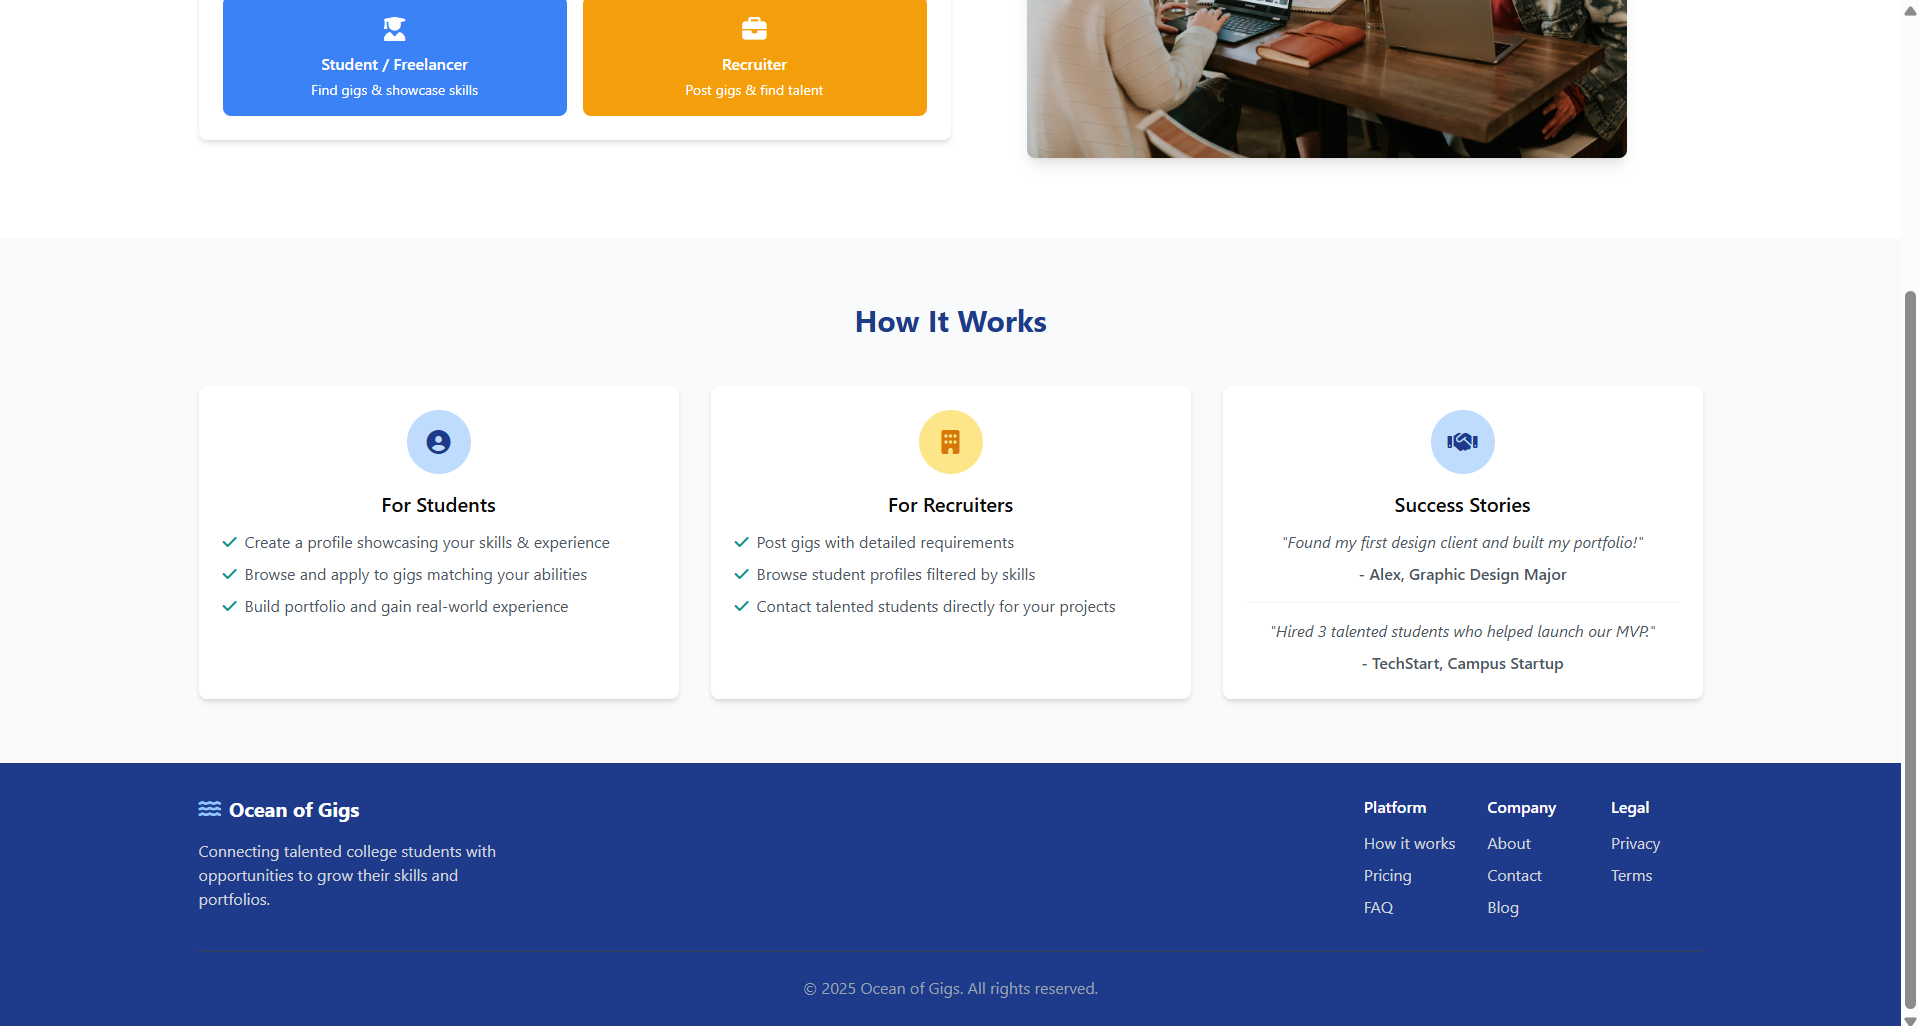 Student / Freelancer
Find gigs & showcase skills
Recruiter
Post gigs & find talent
How It Works
For Students
Create a profile showcasing your skills & experience
Browse and apply to gigs matching your abilities
Build portfolio and gain real-world experience
For Recruiters
Post gigs with detailed requirements
Browse student profiles filtered by skills
Contact talented students directly for your projects
Success Stories
"Found my first design client and built my portfolio!"
- Alex, Graphic Design Major
"Hired 3 talented students who helped launch our MVP."
- TechStart, Campus Startup
Ocean of Gigs
Connecting talented college students with
opportunities to grow their skills and
portfolios.
Platform
How it works
Pricing
FAQ
Company
About
Contact
Blog
Legal
Privacy
Terms
© 2025 Ocean of Gigs. All rights reserved.